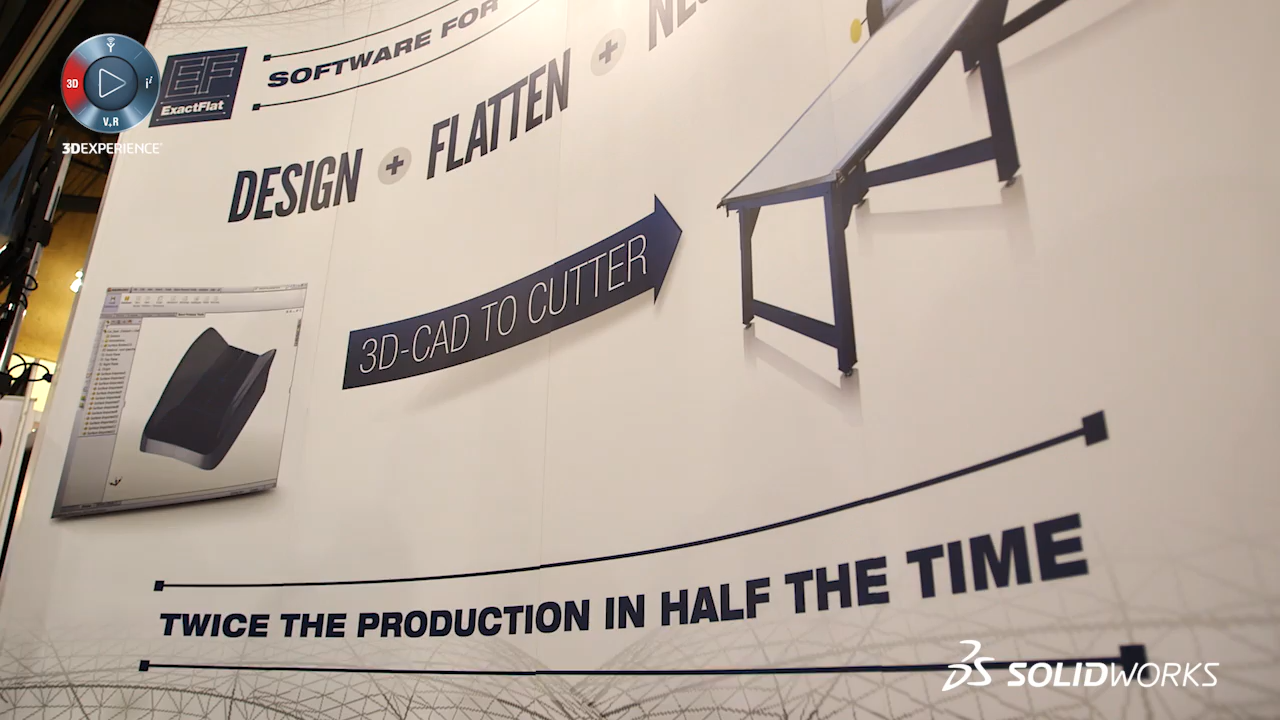 3D
V,R
i
3DEXPERIENCE
EF
ExactFlat
SOFTWARE FOR
DESIGN + FLATTEN +
3D-CAD TO CUTTER
TWICE THE PRODUCTION IN HALF THE TIME
SOLIDWORKS